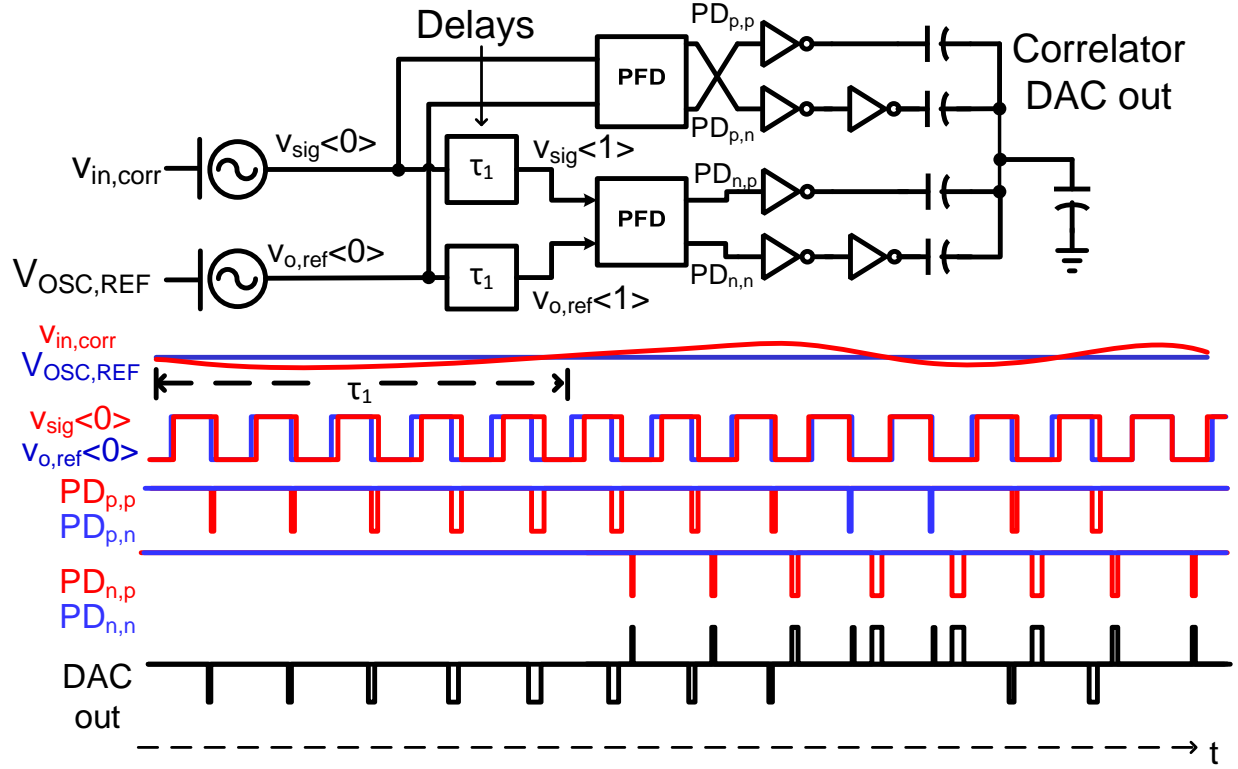 Delays
PFD
PD_{p,p}
Correlator
DAC out
PD_{p,n}
v_{sig}<0>
v_{in,corr}
τ_1
v_{sig}<1>
PFD
PD_{n,p}
v_{o,ref}<0>
V_{OSC,REF}
τ_1
PD_{n,n}
v_{o,ref}<1>
v_{in,corr}
V_{OSC,REF}
τ_1
v_{sig}<0>
v_{o,ref}<0>
PD_{p,p}
PD_{p,n}
PD_{n,p}
PD_{n,n}
DAC
out
t